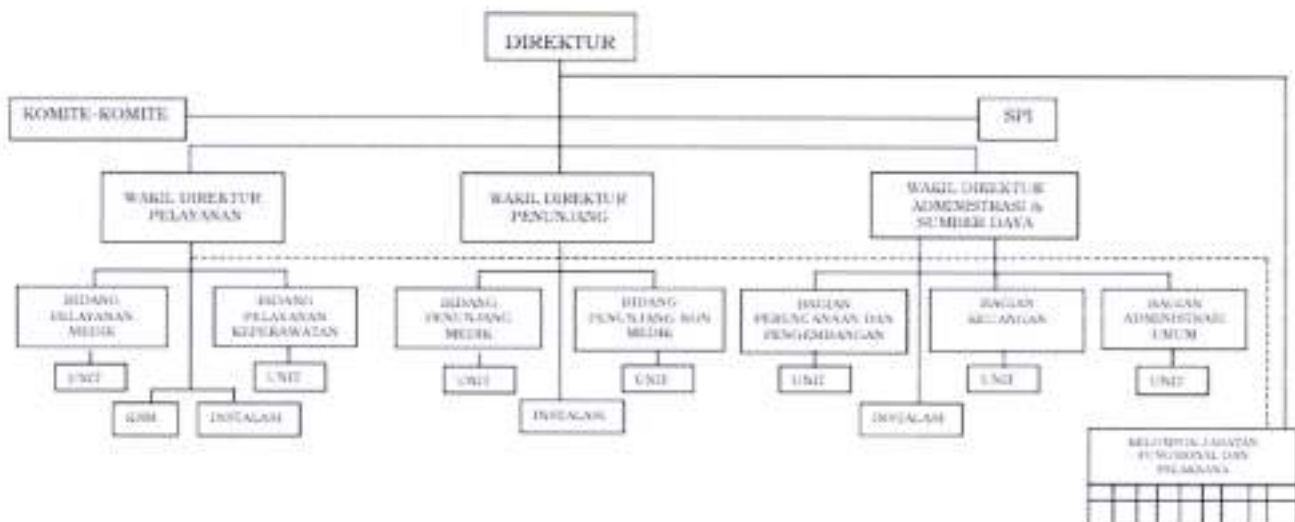 DIREKTUR
KOMITE-KOMITE
SPI
WAKIL DIREKTUR
PELAYANAN
WAKIL DIREKTUR
PENUNJANG
WAKIL DIREKTUR
ADMINISTRASI &
SUMBER DAYA
BIDANG
PELAYANAN
MEDIK
BIDANG
PELAYANAN
KEPERAWATAN
BIDANG
PENUNJANG
MEDIK
BIDANG
PENUNJANG NON
MEDIK
BAGIAN
PERENCANAAN DAN
PENGEMBANGAN
BAGIAN
KEUANGAN
BAGIAN
ADMINISTRASI
UMUM
UNIT
UNIT
UNIT
UNIT
UNIT
UNIT
UNIT
INSTALASI
INSTALASI
INSTALASI
KELOMPOK JABATAN
FUNGSIONAL DAN
PELAKSANA